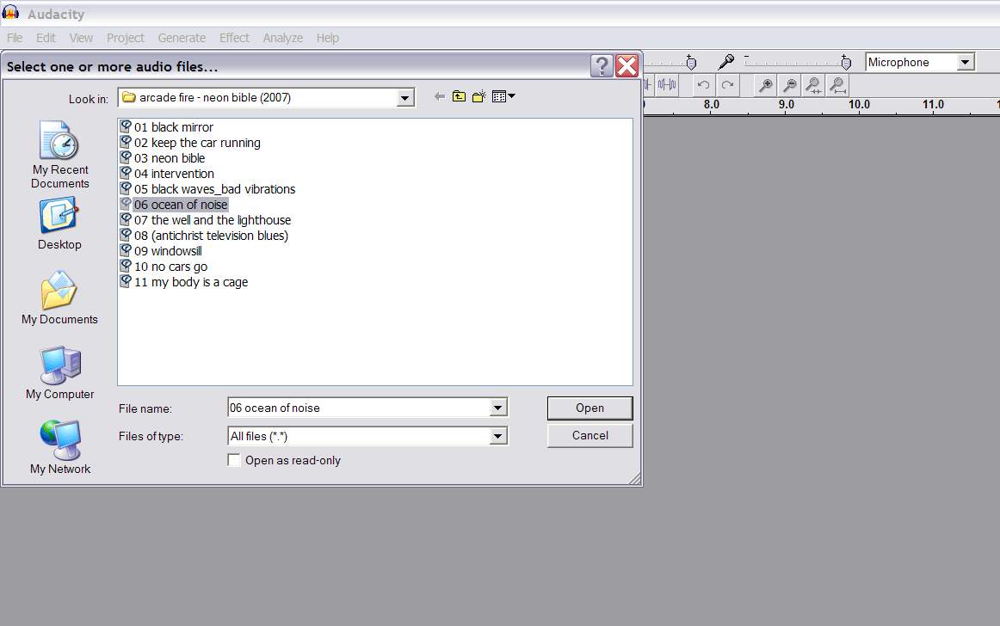 Audacity
File Edit View Project Generate Effect Analyze Help
Select one or more audio files...
Microphone
Look in: arcade fire - neon bible (2007)
8.0 9.0 10.0 11.0
01 black mirror
02 keep the car running
03 neon bible
04 intervention
05 black waves_bad vibrations
06 ocean of noise
07 the well and the lighthouse
08 (antichrist television blues)
09 windowsill
10 no cars go
11 my body is a cage
My Recent
Documents
Desktop
My Documents
My Computer
My Network
File name: 06 ocean of noise Open
Files of type: All files (*.*) Cancel
Open as read-only